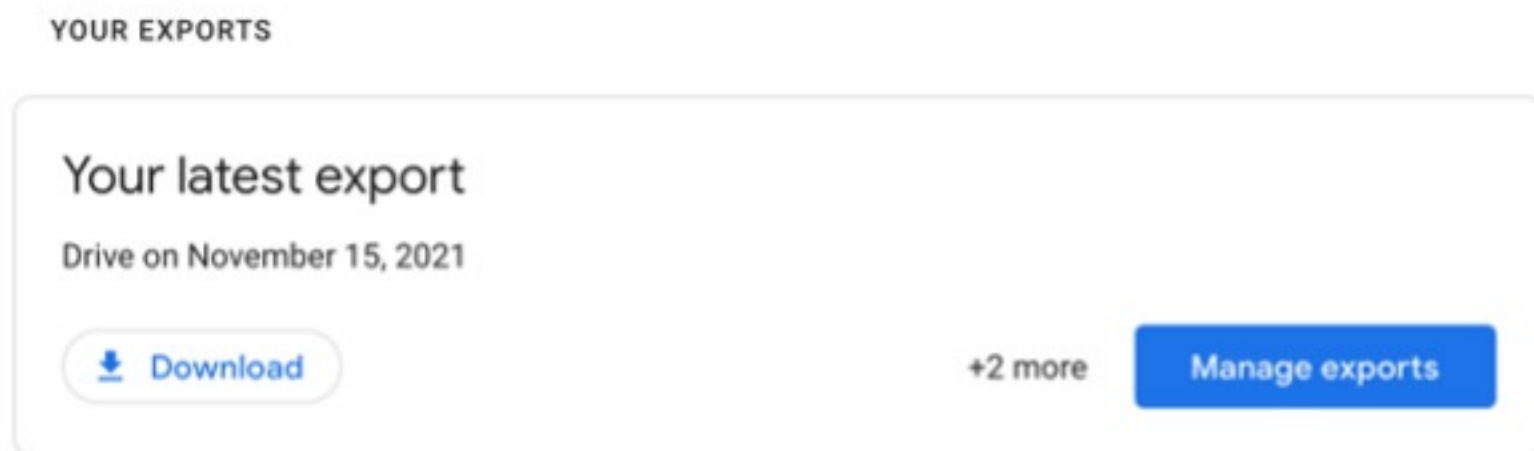 YOUR EXPORTS
Your latest export
Drive on November 15, 2021
Download
+2 more
Manage exports